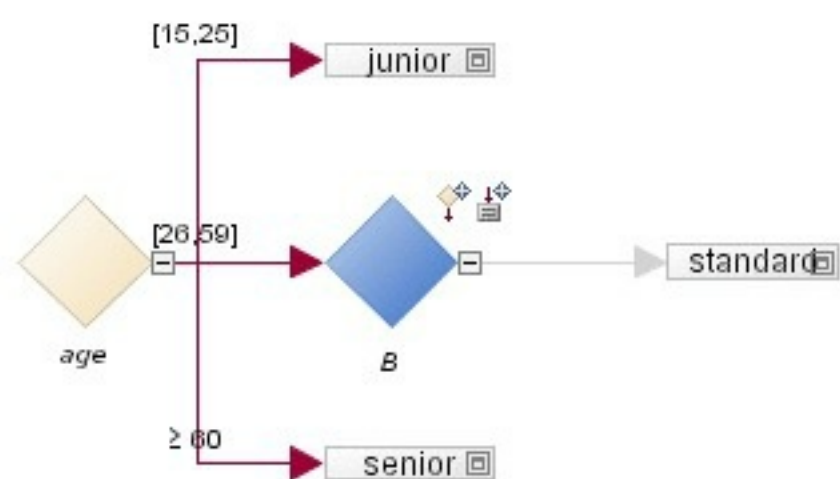 [15,25]
junior
[26,59]
standard
age
B
≥ 60
senior